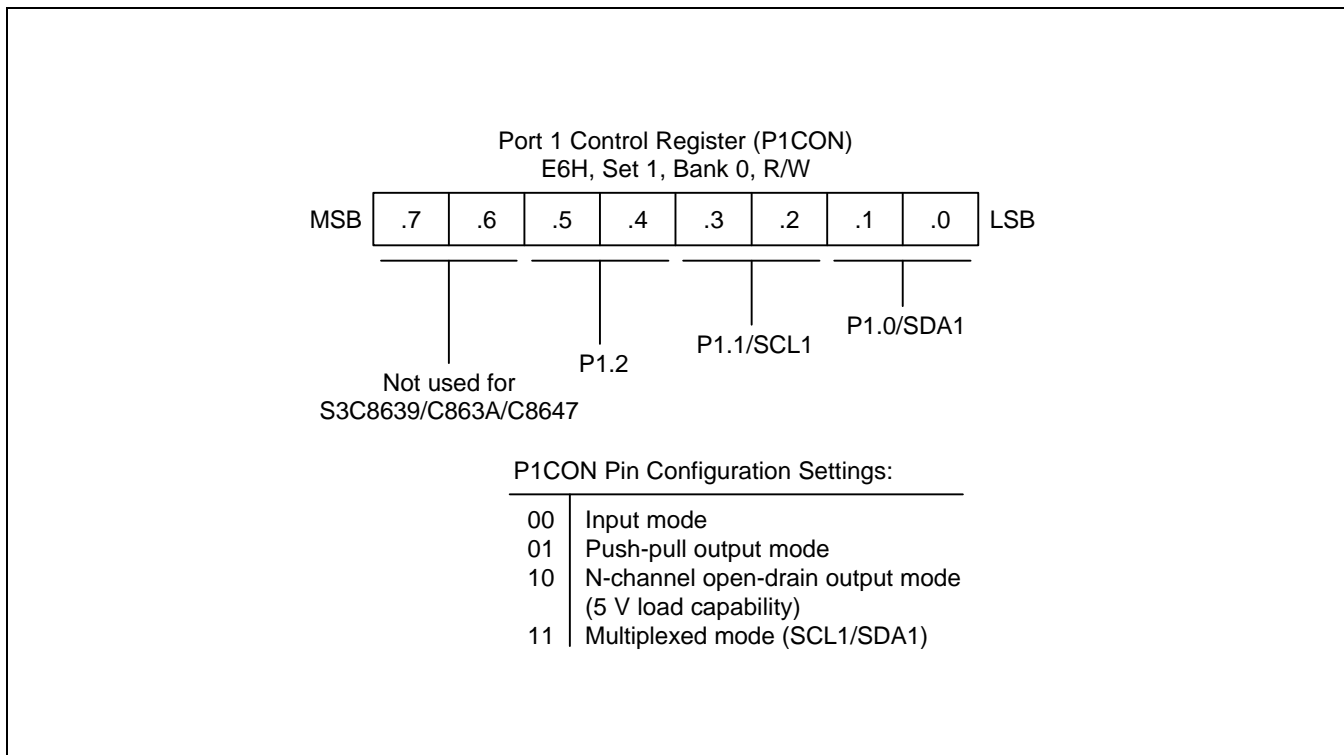 Port 1 Control Register (P1CON)
E6H, Set 1, Bank 0, R/W
MSB .7 .6 .5 .4 .3 .2 .1 .0 LSB
P1.0/SDA1
P1.1/SCL1
P1.2
Not used for
S3C8639/C863A/C8647
P1CON Pin Configuration Settings:
00 Input mode
01 Push-pull output mode
10 N-channel open-drain output mode
(5 V load capability)
11 Multiplexed mode (SCL1/SDA1)